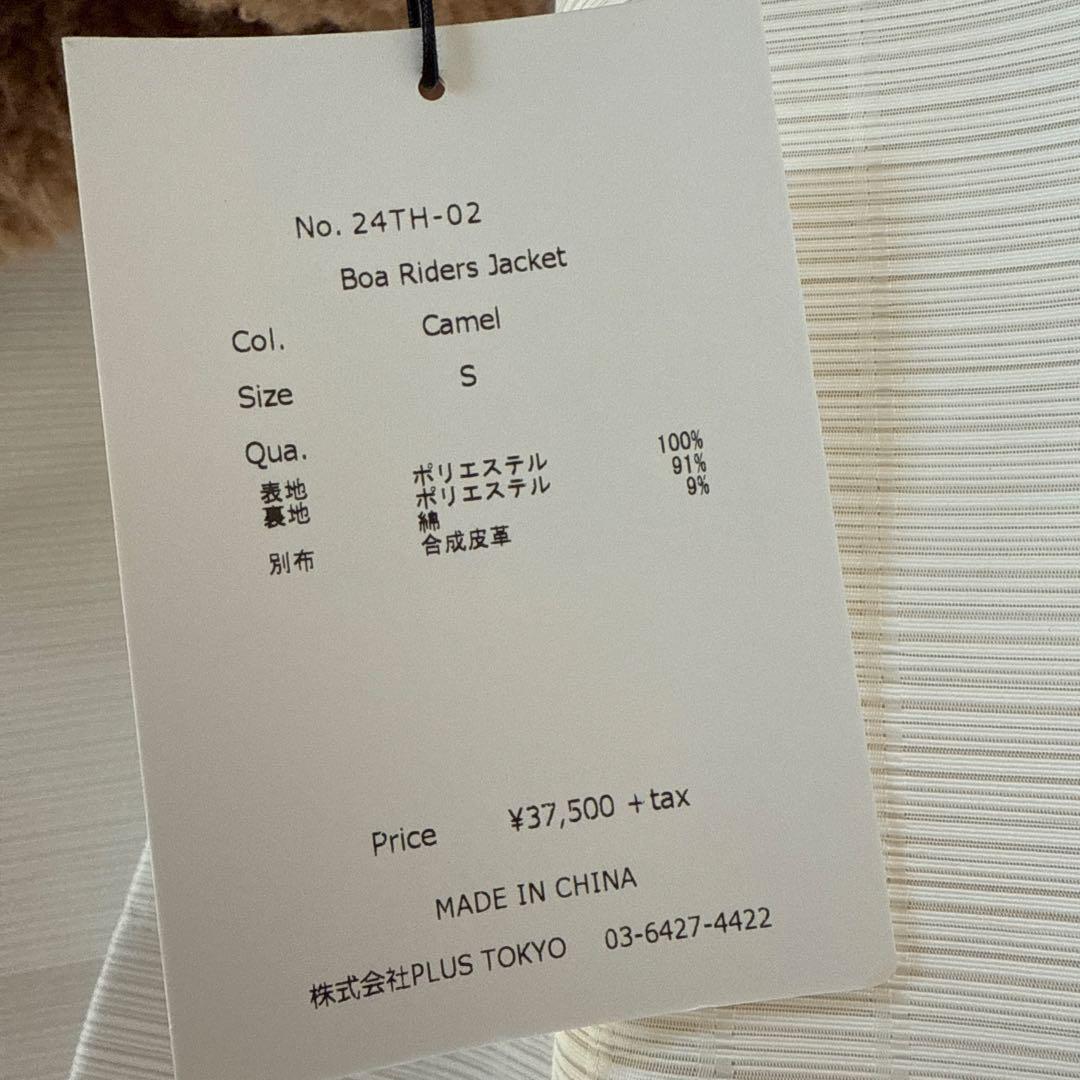 No. 24TH-02
Boa Riders Jacket
Col. Camel
Size S
Qua.
表地 ポリエステル 100%
裏地 ポリエステル 91%
綿 9%
別布 合成皮革
Price ¥37,500 +tax
MADE IN CHINA
株式会社PLUS TOKYO 03-6427-4422